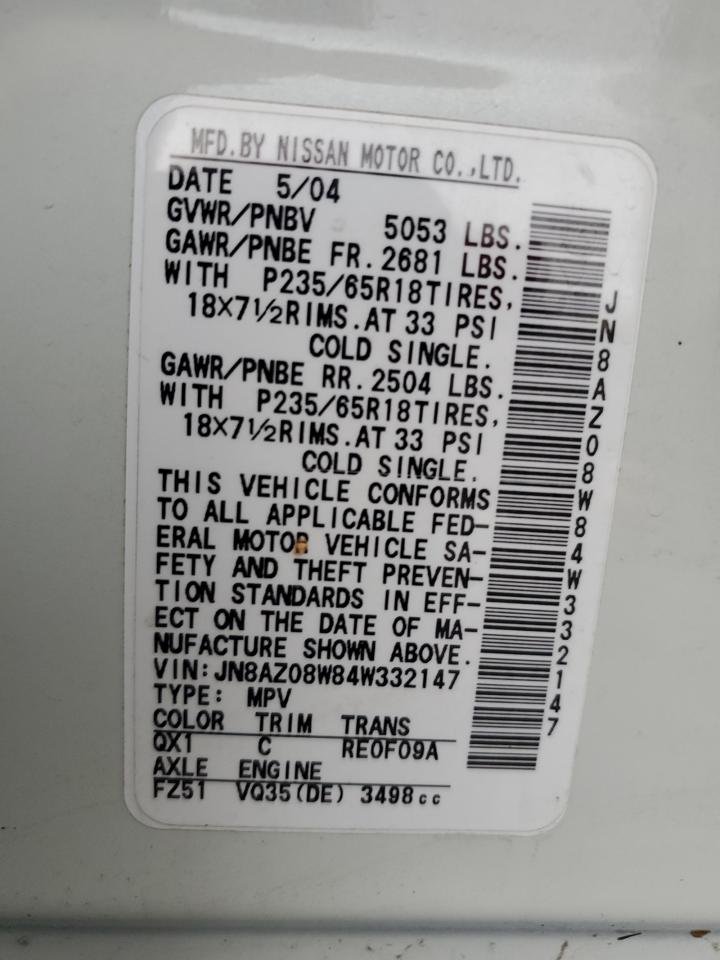 MFD.BY NISSAN MOTOR CO.,LTD.
DATE 5/04
GVWR/PNBV 5053 LBS.
GAWR/PNBE FR. 2681 LBS.
WITH P235/65R18TIRES,
18X7½RIMS.AT 33 PSI
COLD SINGLE.
GAWR/PNBE RR. 2504 LBS.
WITH P235/65R18TIRES,
18X7½RIMS.AT 33 PSI
COLD SINGLE.
THIS VEHICLE CONFORMS
TO ALL APPLICABLE FED-
ERAL MOTOR VEHICLE SA-
FETY AND THEFT PREVEN-
TION STANDARDS IN EFF-
ECT ON THE DATE OF MA-
NUFACTURE SHOWN ABOVE.
VIN:JN8AZ08W84W332147
TYPE: MPV
COLOR TRIM TRANS
QX1 C RE0F09A
AXLE ENGINE
FZ51 VQ35(DE) 3498cc
JN8AZ08W84W332147